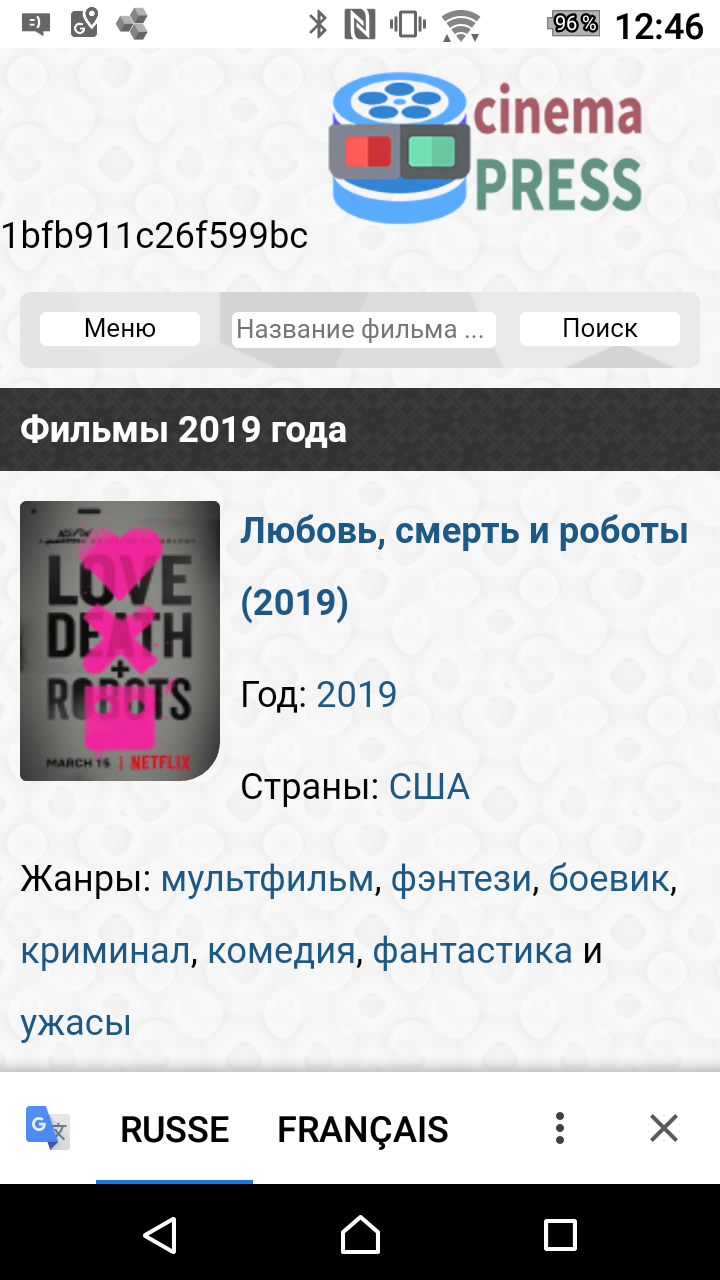 96%
12:46
cinema
PRESS
1bfb911c26f599bc
Меню
Название фильма ...
Поиск
Фильмы 2019 года
LOVE
DEATH
+
ROBOTS
MARCH 15 | NETFLIX
Любовь, смерть и роботы
(2019)
Год: 2019
Страны: США
Жанры: мультфильм, фэнтези, боевик,
криминал, комедия, фантастика и
ужасы
RUSSE
FRANÇAIS